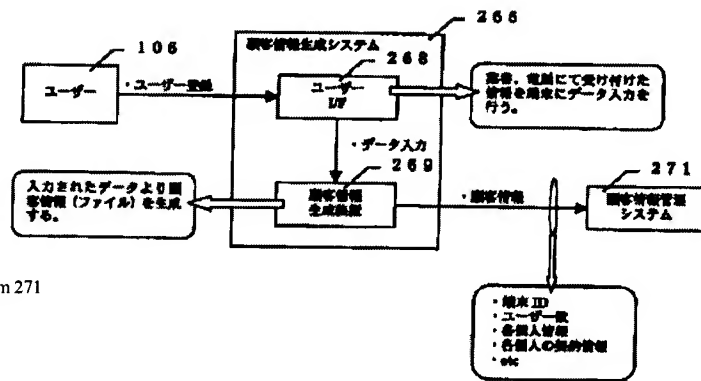 266
106
顧客情報生成システム
268
ユーザー
・ユーザー登録
ユーザー
I/F
葉書、電話にて受け付けた
情報を端末にデータ入力を
行う。
・データ入力
269
271
入力されたデータより顧
客情報(ファイル)を生成
する。
顧客情報
生成装置
・顧客情報
顧客情報管理
システム
m 271
・端末ID
・ユーザー数
・各個人情報
・各個人の契約情報
・etc